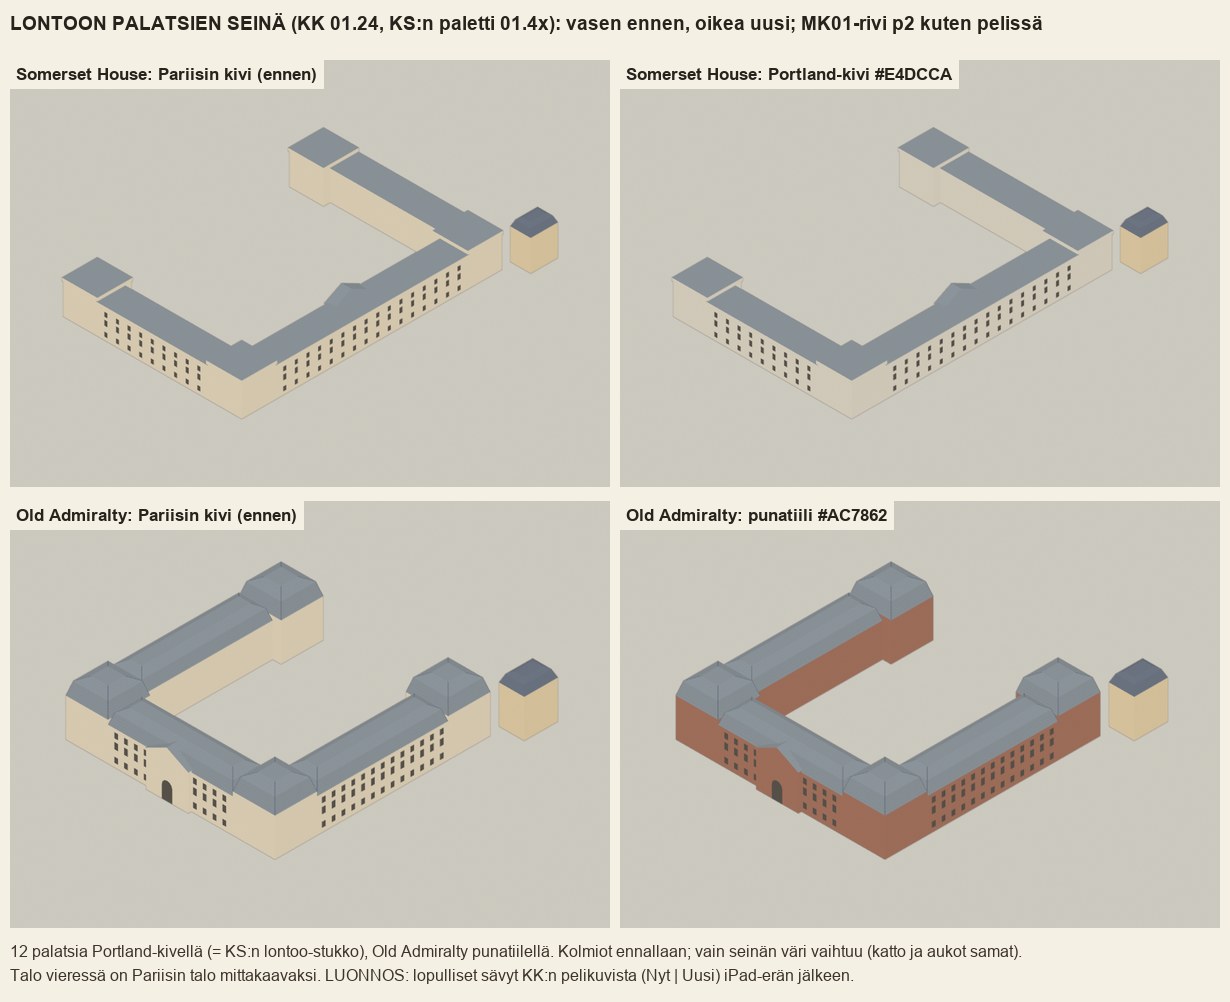 LONTOON PALATSIEN SEINÄ (KK 01.24, KS:n paletti 01.4x): vasen ennen, oikea uusi; MK01-rivi p2 kuten pelissä
Somerset House: Pariisin kivi (ennen)
Somerset House: Portland-kivi #E4DCCA
Old Admiralty: Pariisin kivi (ennen)
Old Admiralty: punatiili #AC7862
12 palatsia Portland-kivellä (= KS:n lontoo-stukko), Old Admiralty punatiilellä. Kolmiot ennallaan; vain seinän väri vaihtuu (katto ja aukot samat).
Talo vieressä on Pariisin talo mittakaavaksi. LUONNOS: lopulliset sävyt KK:n pelikuvista (Nyt | Uusi) iPad-erän jälkeen.